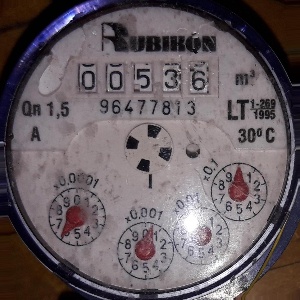 RUBIKON
00536 m³
Qn 1,5 96477813 LT 1-269 1995
A 30°C
x0,0001 x0,1
x0,001 x0,01